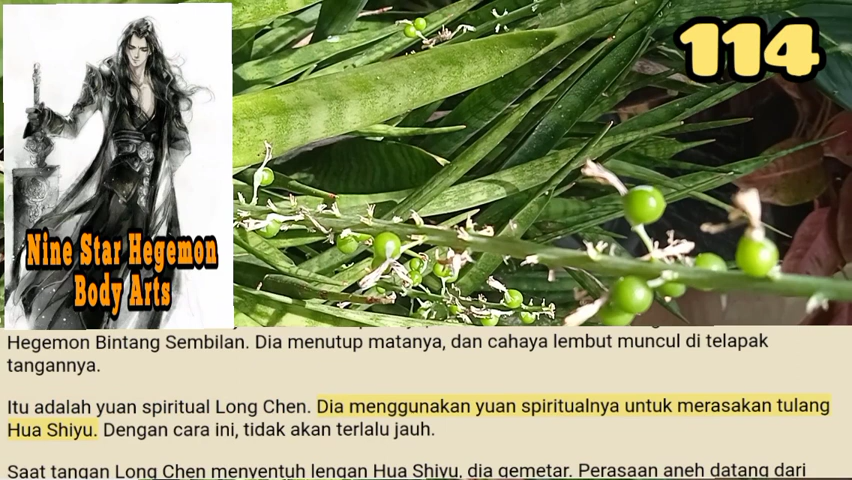 114
Nine Star Hegemon
Body Arts
Hegemon Bintang Sembilan. Dia menutup matanya, dan cahaya lembut muncul di telapak
tangannya.
Itu adalah yuan spiritual Long Chen. Dia menggunakan yuan spiritualnya untuk merasakan tulang
Hua Shiyu. Dengan cara ini, tidak akan terlalu jauh.
Saat tangan Long Chen menyentuh lengan Hua Shiyu, dia gemetar. Perasaan aneh datang dari